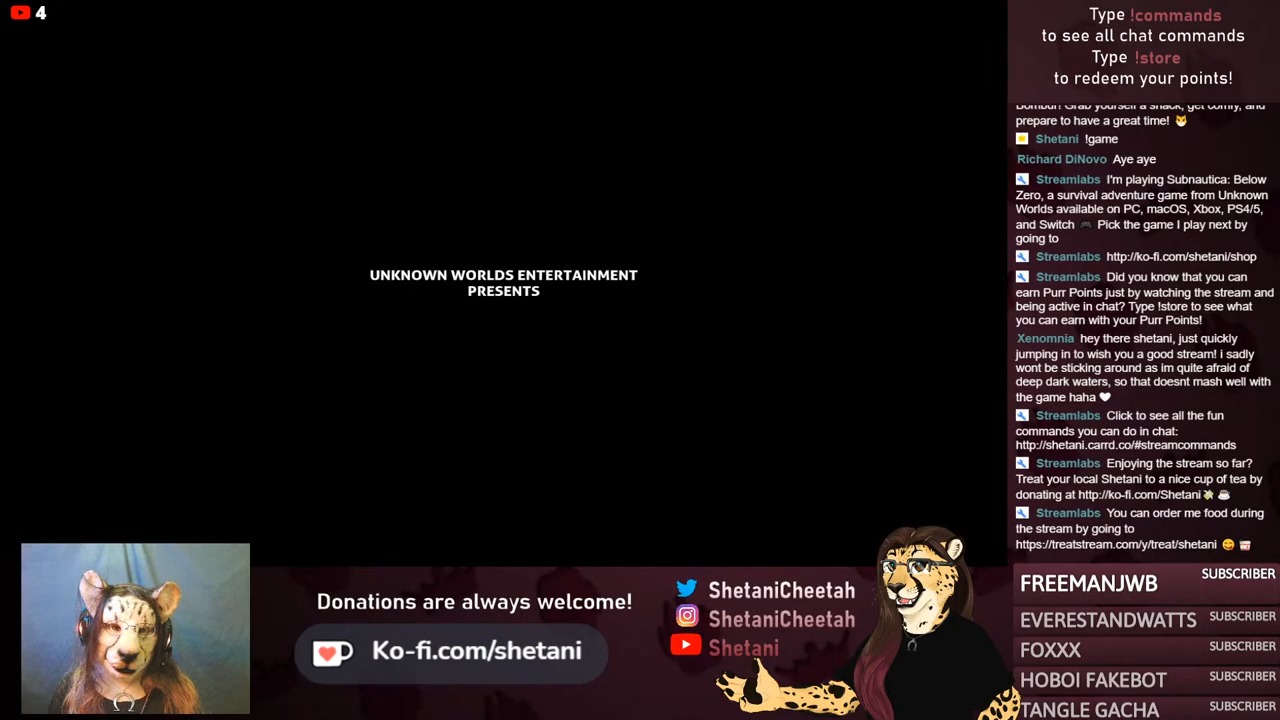 4
UNKNOWN WORLDS ENTERTAINMENT
PRESENTS
Type !commands
to see all chat commands
Type !store
to redeem your points!
Bombur! Grab yourself a snack, get comfy, and
prepare to have a great time!
Shetani !game
Richard DiNovo Aye aye
Streamlabs I'm playing Subnautica: Below
Zero, a survival adventure game from Unknown
Worlds available on PC, macOS, Xbox, PS4/5,
and Switch 🎮 Pick the game I play next by
going to
Streamlabs http://ko-fi.com/shetani/shop
Streamlabs Did you know that you can
earn Purr Points just by watching the stream and
being active in chat? Type !store to see what
you can earn with your Purr Points!
Xenomnia hey there shetani, just quickly
jumping in to wish you a good stream! i sadly
wont be sticking around as im quite afraid of
deep dark waters, so that doesnt mash well with
the game haha 🤍
Streamlabs Click to see all the fun
commands you can do in chat:
http://shetani.carrd.co/#streamcommands
Streamlabs Enjoying the stream so far?
Treat your local Shetani to a nice cup of tea by
donating at http://ko-fi.com/Shetani
Streamlabs You can order me food during
the stream by going to
https://treatstream.com/y/treat/shetani
Donations are always welcome!
Ko-fi.com/shetani
ShetaniCheetah
ShetaniCheetah
Shetani
FREEMANJWB SUBSCRIBER
EVERESTANDWATTS SUBSCRIBER
FOXXX SUBSCRIBER
HOBOI FAKEBOT SUBSCRIBER
TANGLE GACHA SUBSCRIBER